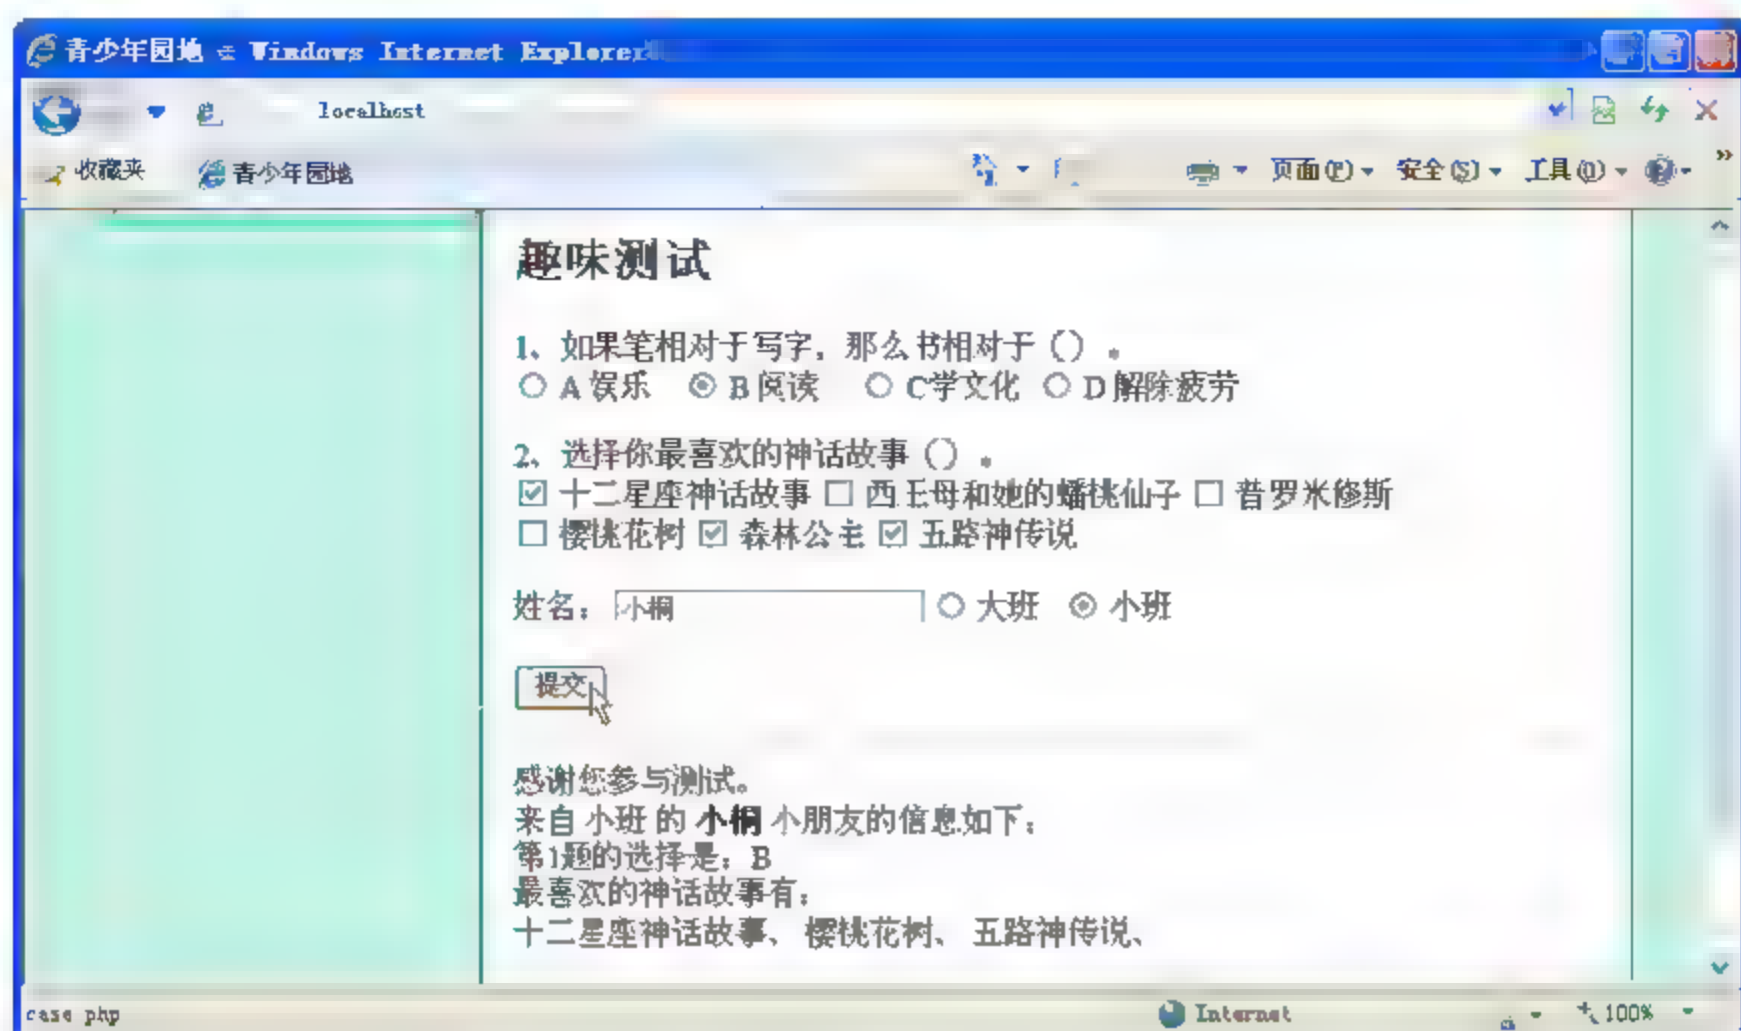 青少年园地 - Windows Internet Explorer
localhost
收藏夹 青少年园地 页面(P) 安全(S) 工具(O) »
趣味测试
1、如果笔相对于写字，那么书相对于（）。
A 娱乐 B 阅读 C学文化 D 解除疲劳
2、选择你最喜欢的神话故事（）。
十二星座神话故事 西王母和她的蟠桃仙子 普罗米修斯
樱桃花树 森林公主 五路神传说
姓名： 小桐 大班 小班
提交
感谢您参与测试。
来自 小班 的 小桐 小朋友的信息如下：
第1题的选择是：B
最喜欢的神话故事有：
十二星座神话故事、 樱桃花树、 五路神传说、
case php Internet 100%